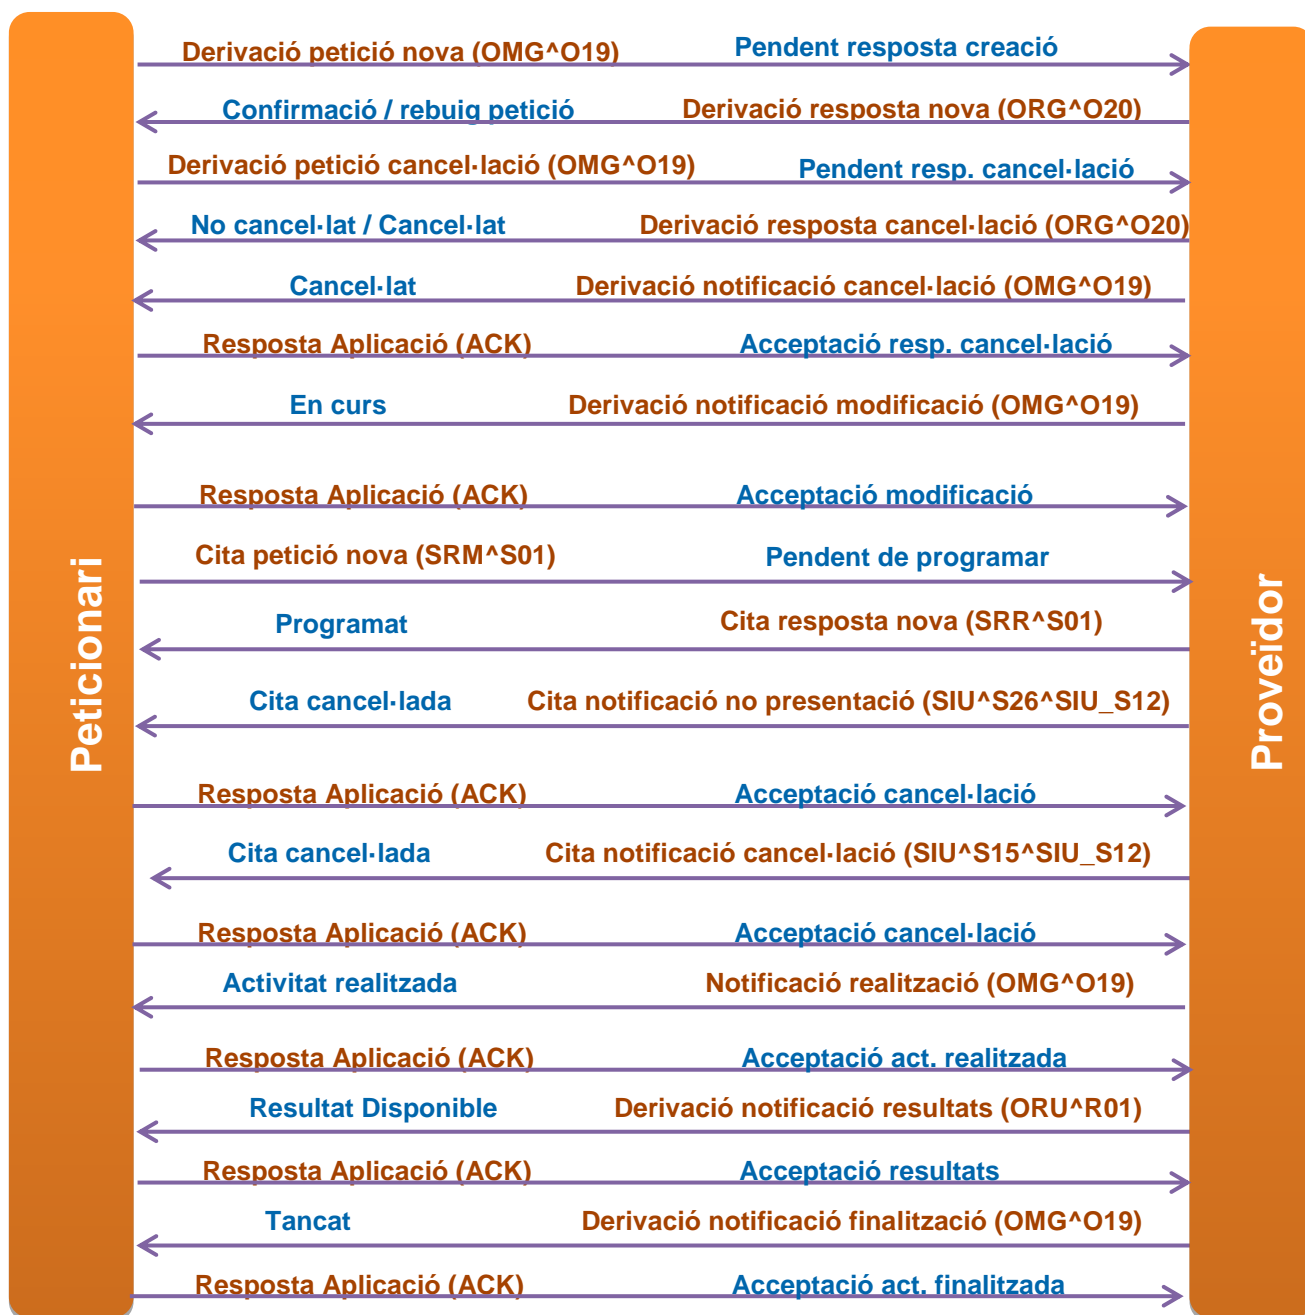 Derivació petició nova (OMG^O19) Pendent resposta creació
Confirmació / rebuig petició Derivació resposta nova (ORG^O20)
Derivació petició cancel·lació (OMG^O19) Pendent resp. cancel·lació
No cancel·lat / Cancel·lat Derivació resposta cancel·lació (ORG^O20)
Cancel·lat Derivació notificació cancel·lació (OMG^O19)
Resposta Aplicació (ACK) Acceptació resp. cancel·lació
En curs Derivació notificació modificació (OMG^O19)
Resposta Aplicació (ACK) Acceptació modificació
Cita petició nova (SRM^S01) Pendent de programar
Programat Cita resposta nova (SRR^S01)
Cita cancel·lada Cita notificació no presentació (SIU^S26^SIU_S12)
Resposta Aplicació (ACK) Acceptació cancel·lació
Cita cancel·lada Cita notificació cancel·lació (SIU^S15^SIU_S12)
Resposta Aplicació (ACK) Acceptació cancel·lació
Activitat realitzada Notificació realització (OMG^O19)
Resposta Aplicació (ACK) Acceptació act. realitzada
Resultat Disponible Derivació notificació resultats (ORU^R01)
Resposta Aplicació (ACK) Acceptació resultats
Tancat Derivació notificació finalització (OMG^O19)
Resposta Aplicació (ACK) Acceptació act. finalitzada
Peticionari
Proveïdor